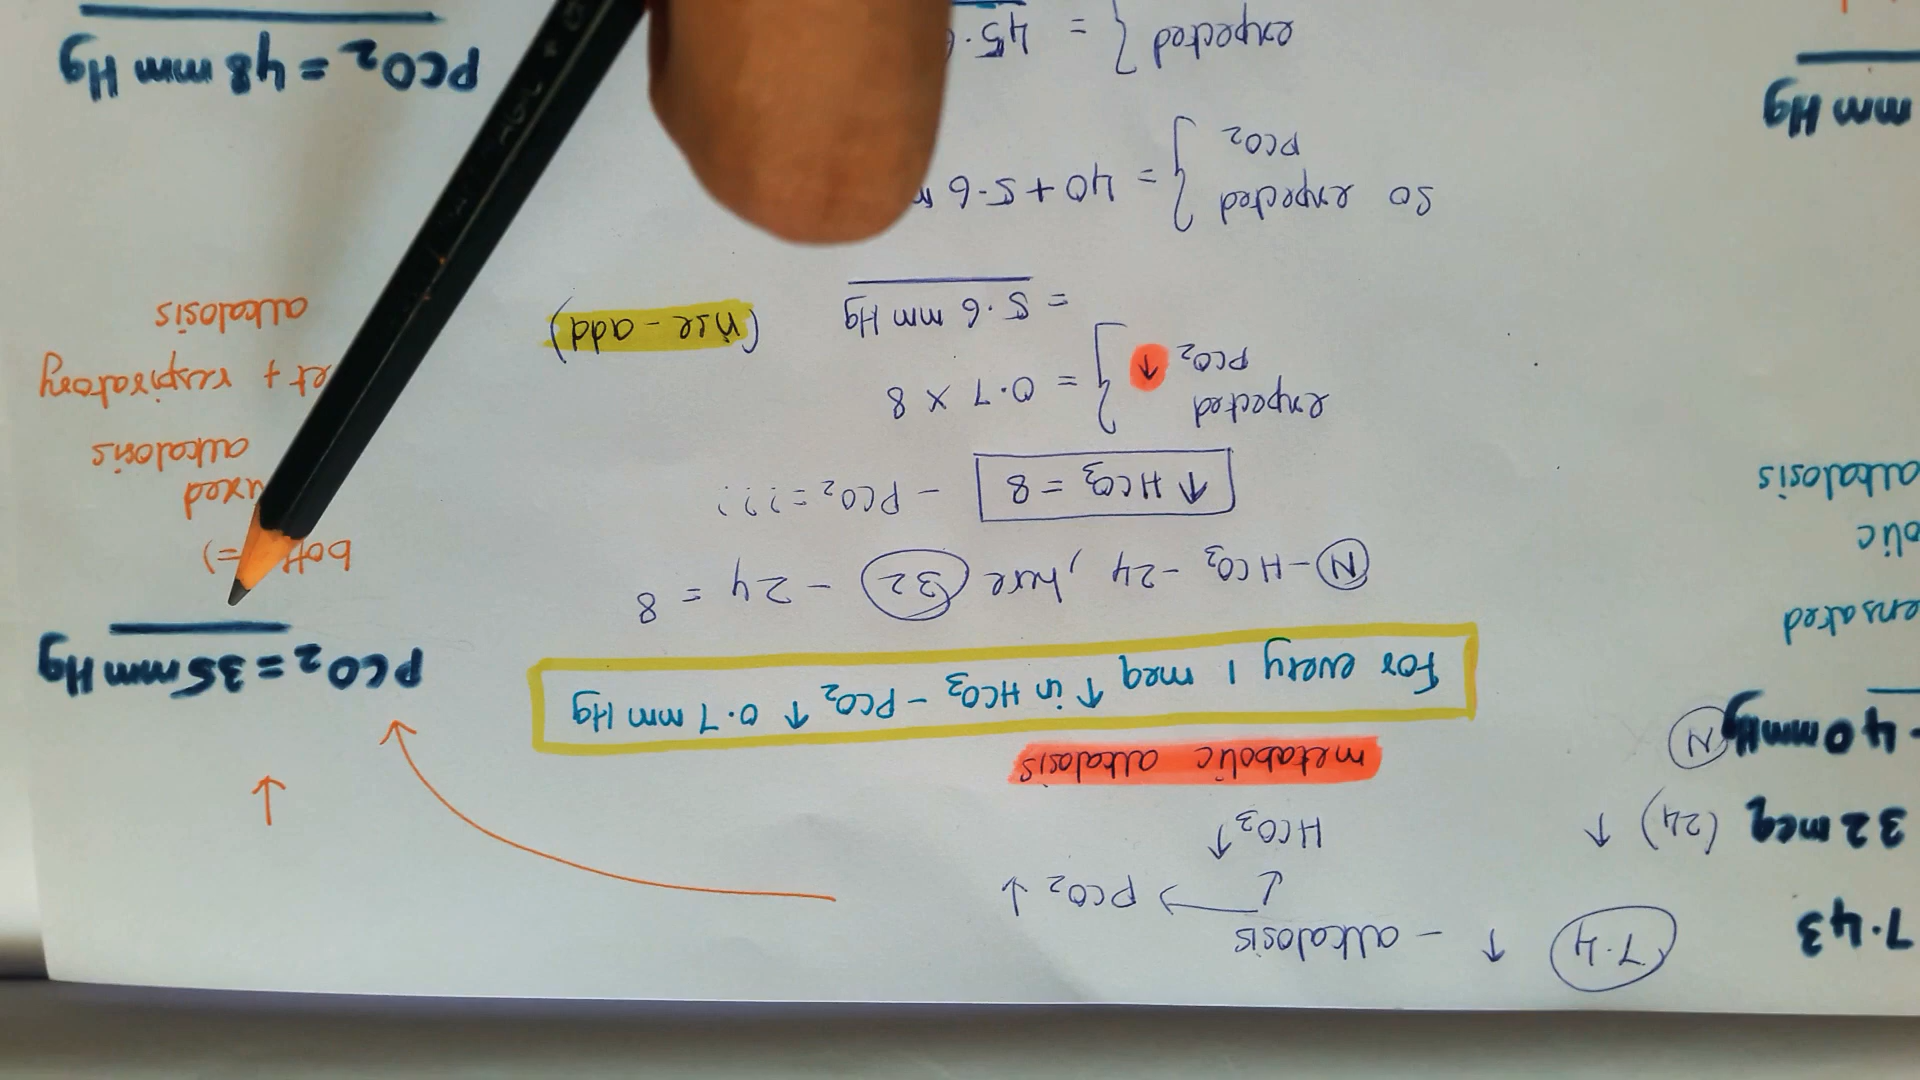 7.43
7.4 ↑ - alkalosis
→ PCO2 ↓
HCO3 ↑
32 meq (24) ↑
40 mmHg N
metabolic alkalosis
For every 1 meq ↑ in HCO3 - PCO2 ↑ 0.7 mm Hg
N - HCO3 - 24, here 32 - 24 = 8
↑ HCO3 = 8 - PCO2 = ???
expected PCO2 ↑ } = 0.7 x 8
= 5.6 mm Hg (rise - add)
so expected PCO2 } = 40 + 5.6
expected } = 45.
ensated
olic
alkalosis
mm Hg
↓
PCO2 = 35 mm Hg
alkalosis
et + respiratory
alkalosis
PCO2 = 48 mm Hg